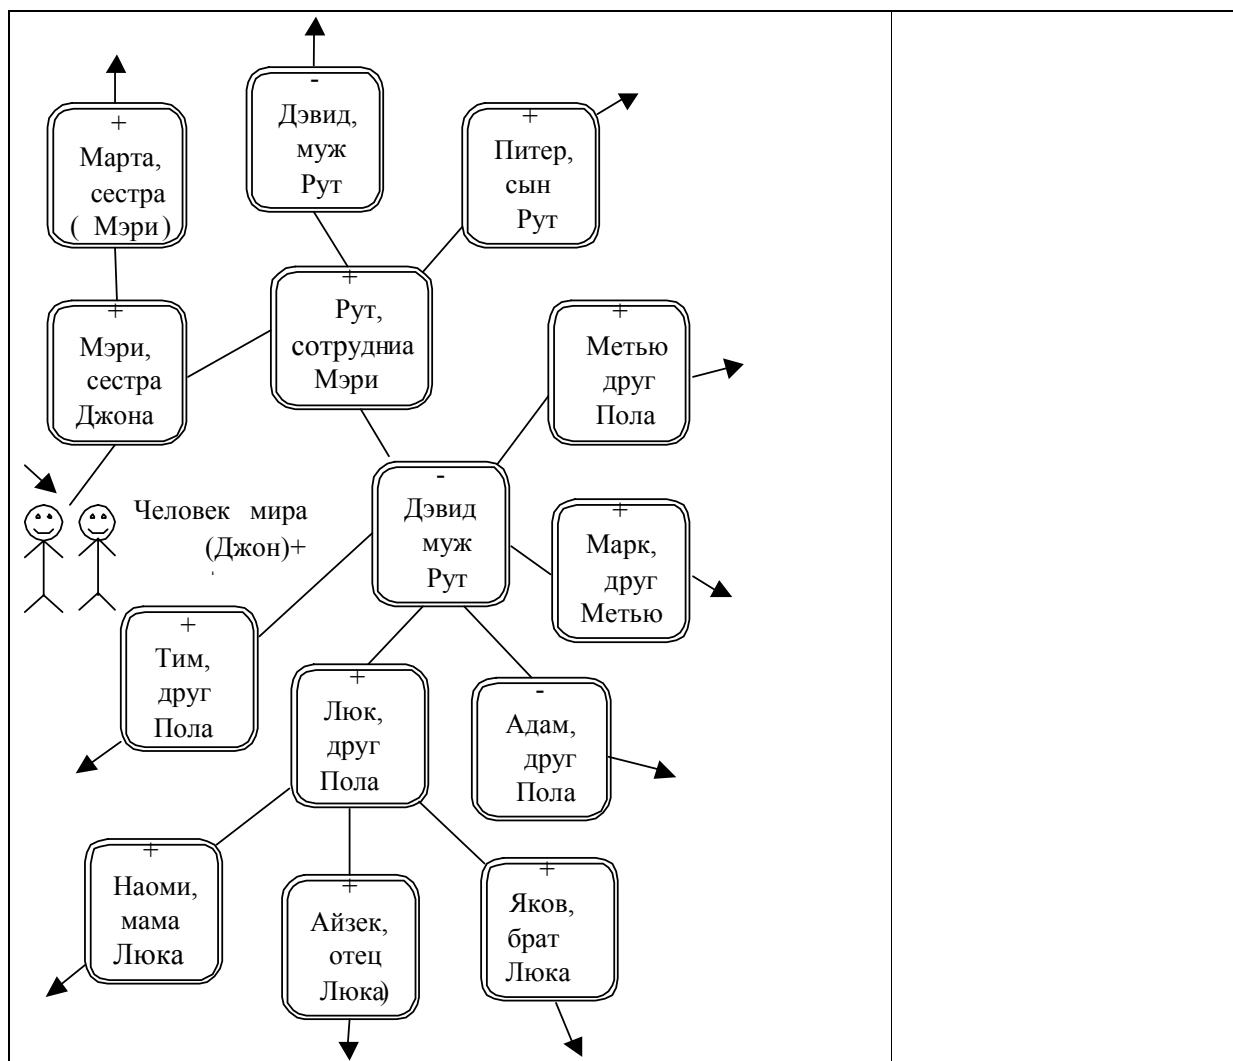 -
Дэвид,
муж
Рут
+
Марта,
сестра
( Мэри)
+
Питер,
сын
Рут
+
Рут,
сотрудниа
Мэри
+
Мэри,
сестра
Джона
+
Метью
друг
Пола
-
Дэвид
муж
Рут
Человек мира
(Джон)+
+
Марк,
друг
Метью
+
Тим,
друг
Пола
+
Люк,
друг
Пола
-
Адам,
друг
Пола
+
Наоми,
мама
Люка
+
Айзек,
отец
Люка)
+
Яков,
брат
Люка